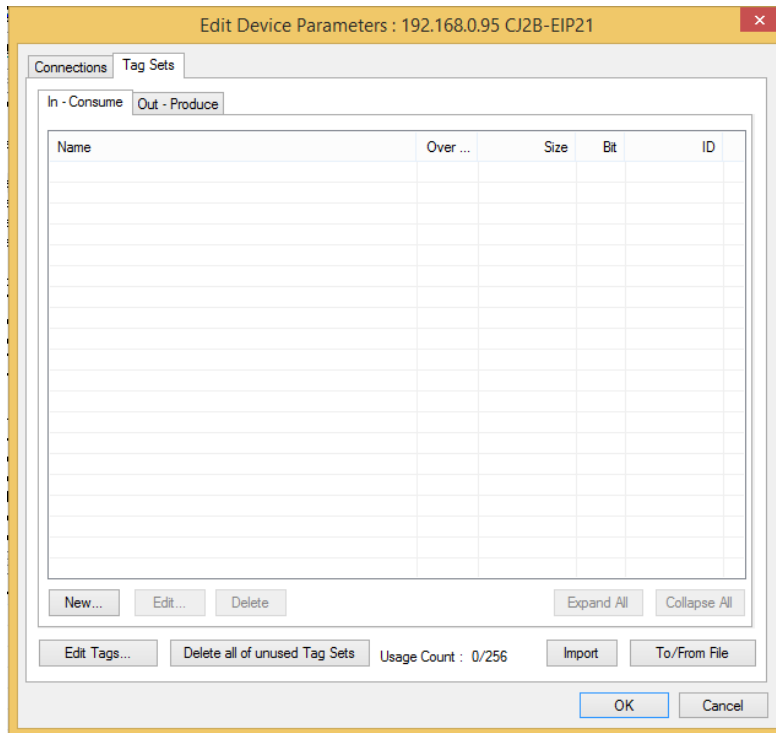 Edit Device Parameters : 192.168.0.95 CJ2B-EIP21
Connections Tag Sets
In - Consume Out - Produce
Name Over ... Size Bit ID
New... Edit... Delete Expand All Collapse All
Edit Tags... Delete all of unused Tag Sets Usage Count : 0/256 Import To/From File
OK Cancel